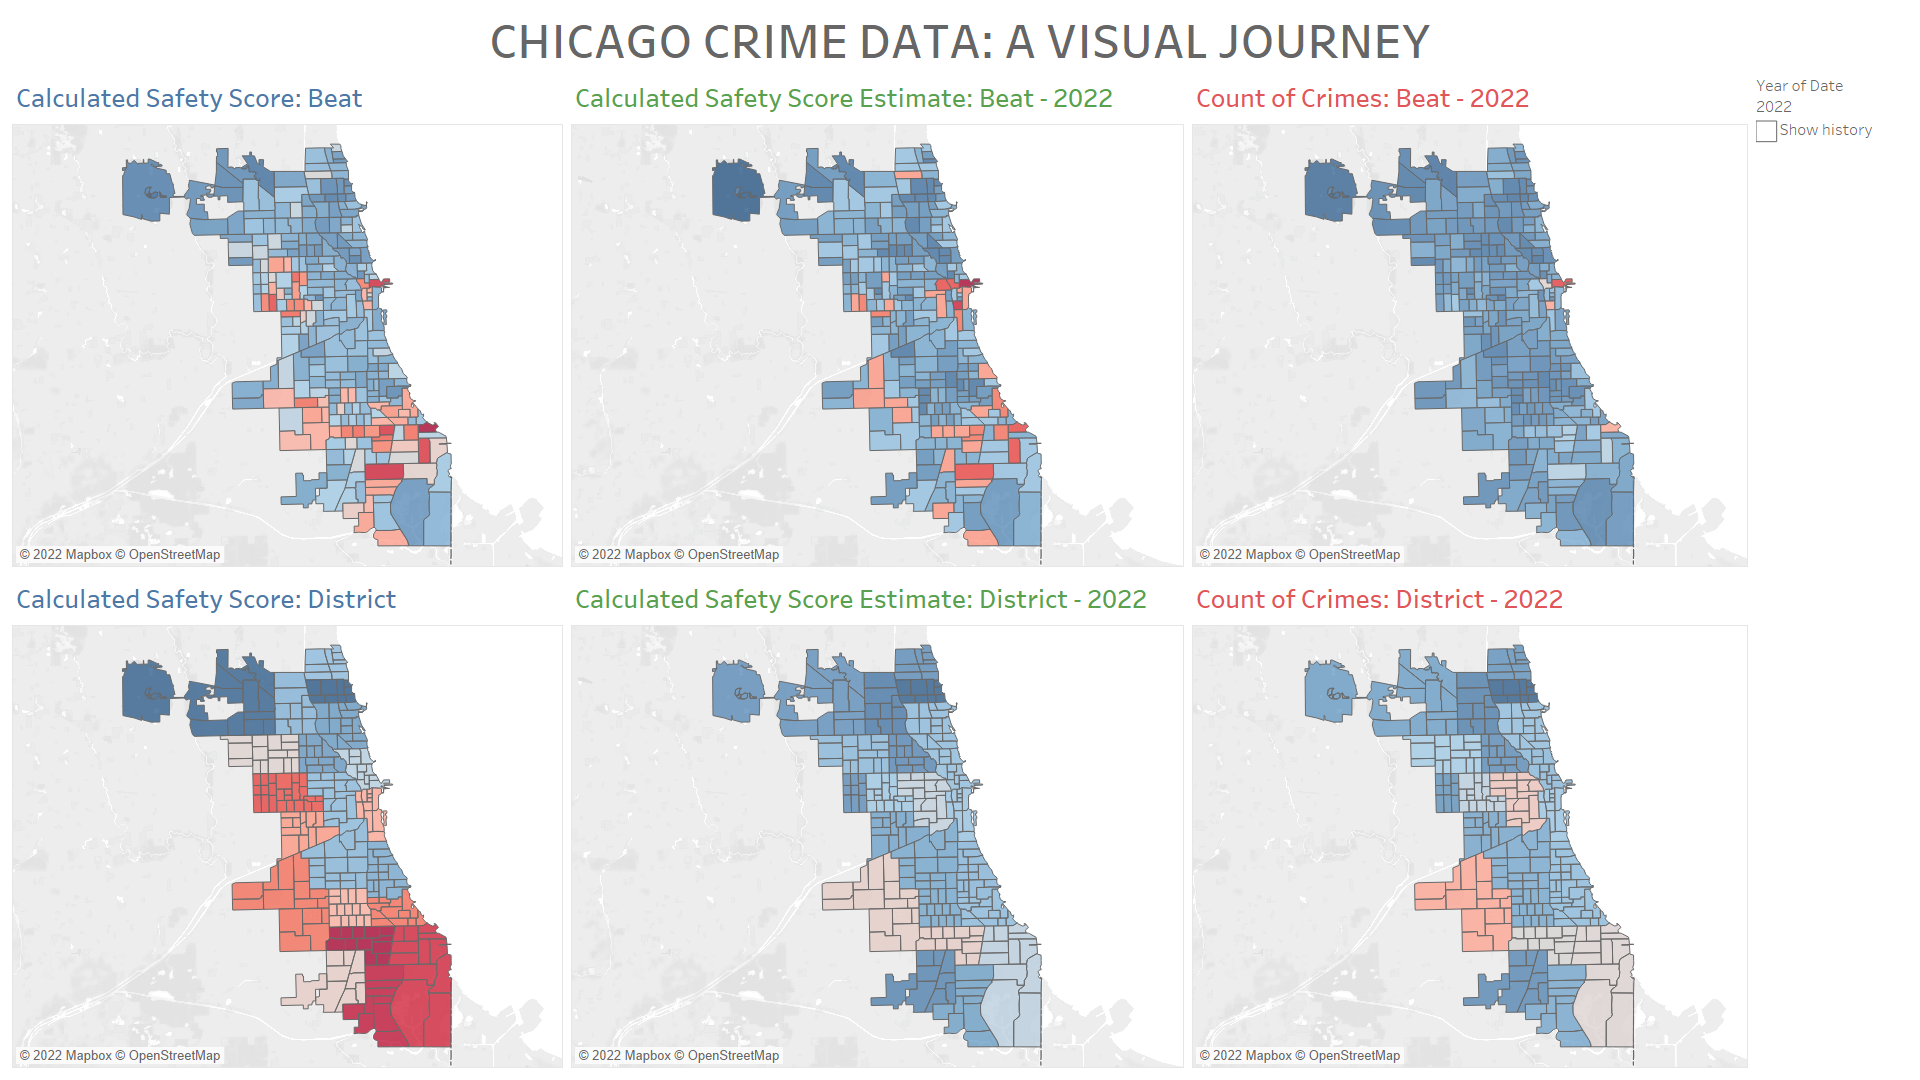 CHICAGO CRIME DATA: A VISUAL JOURNEY
Calculated Safety Score: Beat
Calculated Safety Score Estimate: Beat - 2022
Count of Crimes: Beat - 2022
Year of Date
2022
Show history
© 2022 Mapbox © OpenStreetMap
© 2022 Mapbox © OpenStreetMap
© 2022 Mapbox © OpenStreetMap
Calculated Safety Score: District
Calculated Safety Score Estimate: District - 2022
Count of Crimes: District - 2022
© 2022 Mapbox © OpenStreetMap
© 2022 Mapbox © OpenStreetMap
© 2022 Mapbox © OpenStreetMap